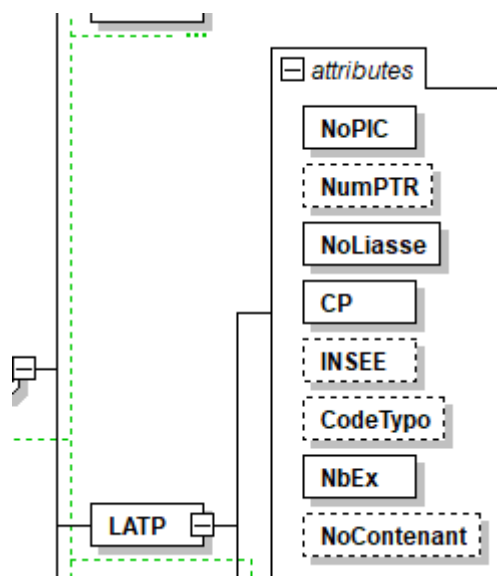 attributes
NoPIC
NumPTR
NoLiasse
CP
INSEE
CodeTypo
NbEx
LATP
NoContenant